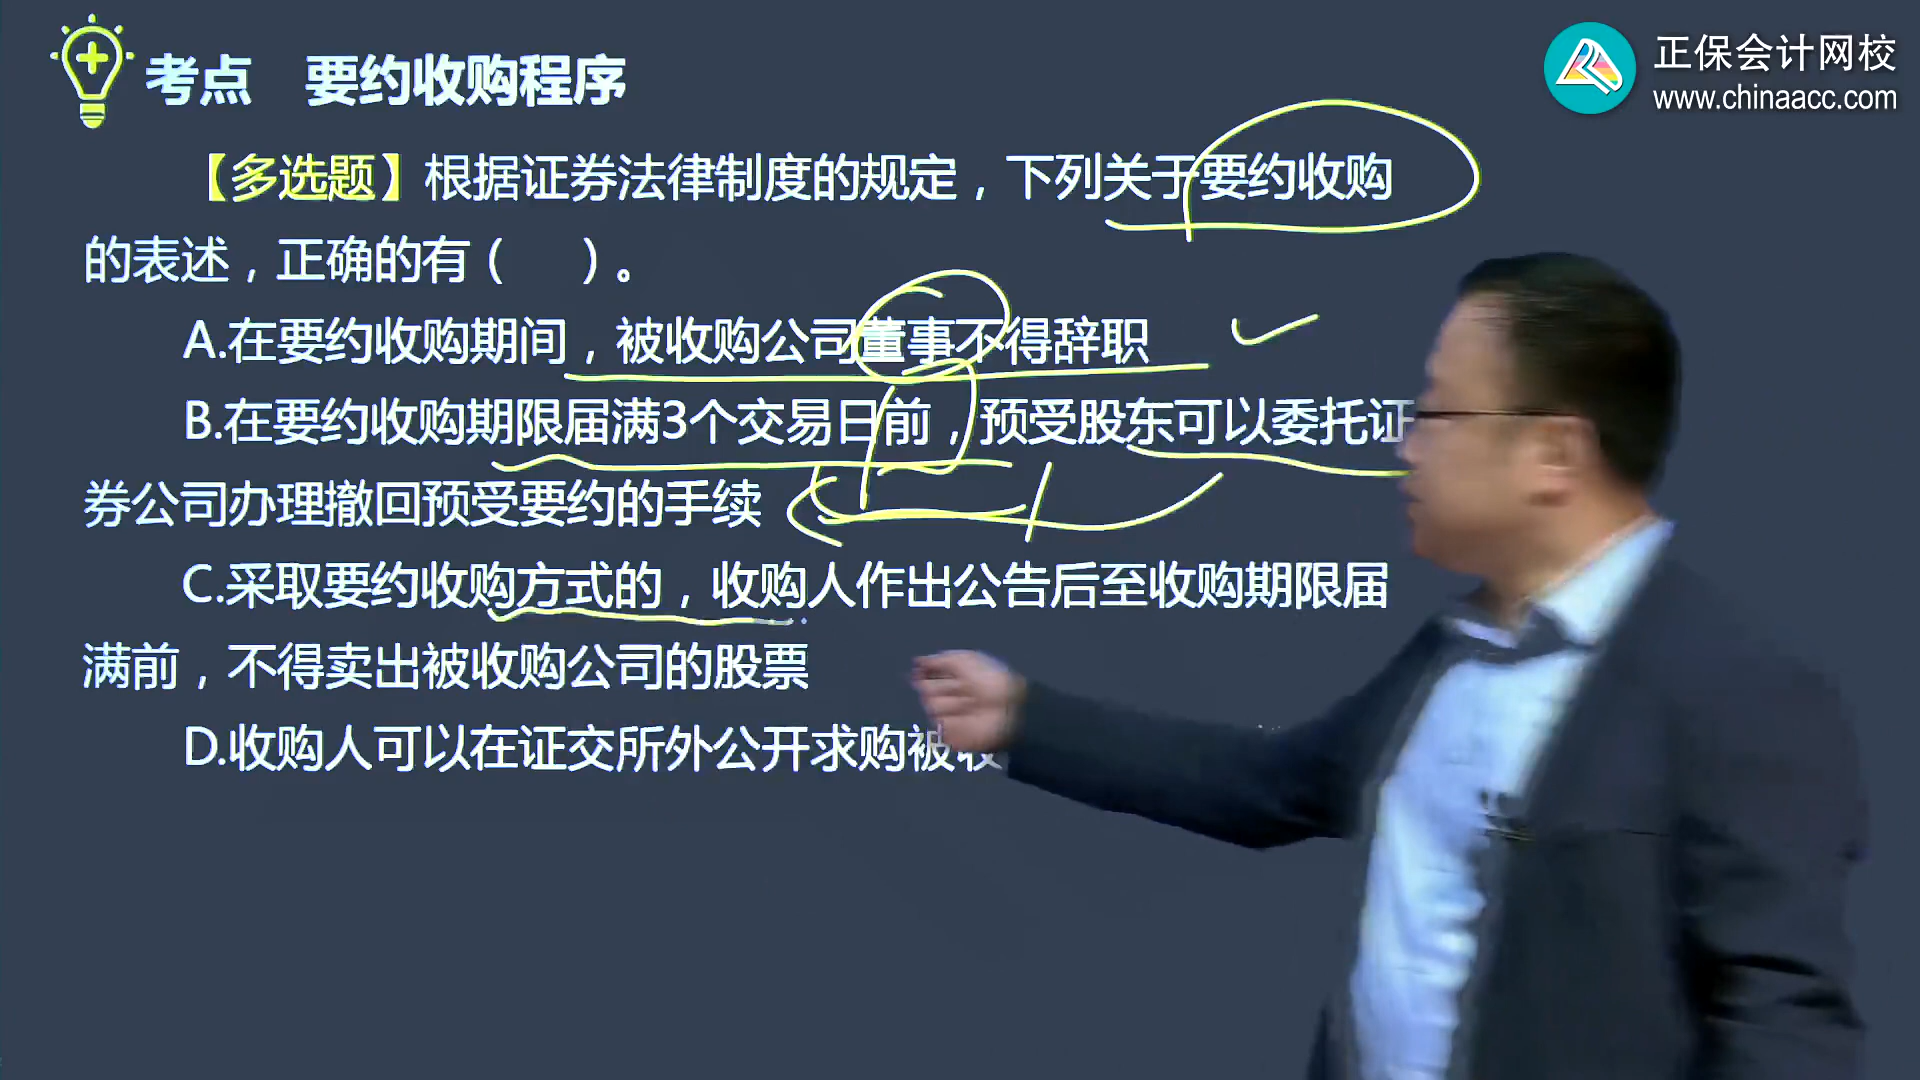 考点 要约收购程序
正保会计网校
www.chinaacc.com
【多选题】根据证券法律制度的规定，下列关于要约收购
的表述，正确的有（ ）。
A.在要约收购期间，被收购公司董事不得辞职
B.在要约收购期限届满3个交易日前，预受股东可以委托证
券公司办理撤回预受要约的手续
C.采取要约收购方式的，收购人作出公告后至收购期限届
满前，不得卖出被收购公司的股票
D.收购人可以在证交所外公开求购被收